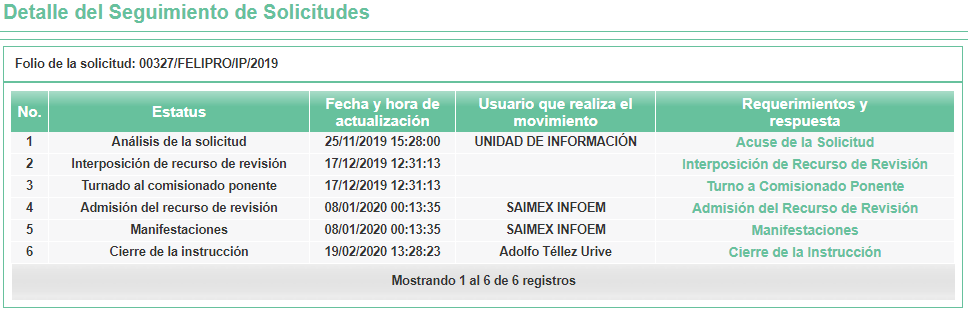 Detalle del Seguimiento de Solicitudes
Folio de la solicitud: 00327/FELIPRO/IP/2019
No. Estatus Fecha y hora de actualización Usuario que realiza el movimiento Requerimientos y respuesta
1 Análisis de la solicitud 25/11/2019 15:28:00 UNIDAD DE INFORMACIÓN Acuse de la Solicitud
2 Interposición de recurso de revisión 17/12/2019 12:31:13 Interposición de Recurso de Revisión
3 Turnado al comisionado ponente 17/12/2019 12:31:13 Turno a Comisionado Ponente
4 Admisión del recurso de revisión 08/01/2020 00:13:35 SAIMEX INFOEM Admisión del Recurso de Revisión
5 Manifestaciones 08/01/2020 00:13:35 SAIMEX INFOEM Manifestaciones
6 Cierre de la instrucción 19/02/2020 13:28:23 Adolfo Téllez Urive Cierre de la Instrucción
Mostrando 1 al 6 de 6 registros